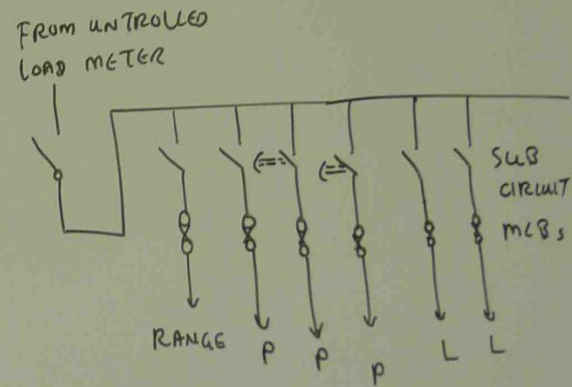 FROM UNTROLLED
LOAD METER
SUB
CIRCUIT
MCBs
RANGE
P
P
P
L
L